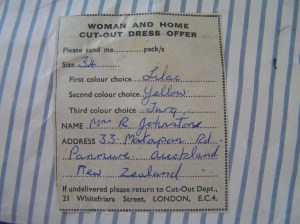 WOMAN AND HOME
CUT-OUT DRESS OFFER
Please send me..........pack/s
Size 34
First colour choice Lilac
Second colour choice Yellow
Third colour choice
NAME Mrs R Johnstone
ADDRESS 33 Matapan Rd.
Panmure Auckland
New Zealand
If undelivered please return to Cut-Out Dept.,
21 Whitefriars Street, LONDON, E.C.4.